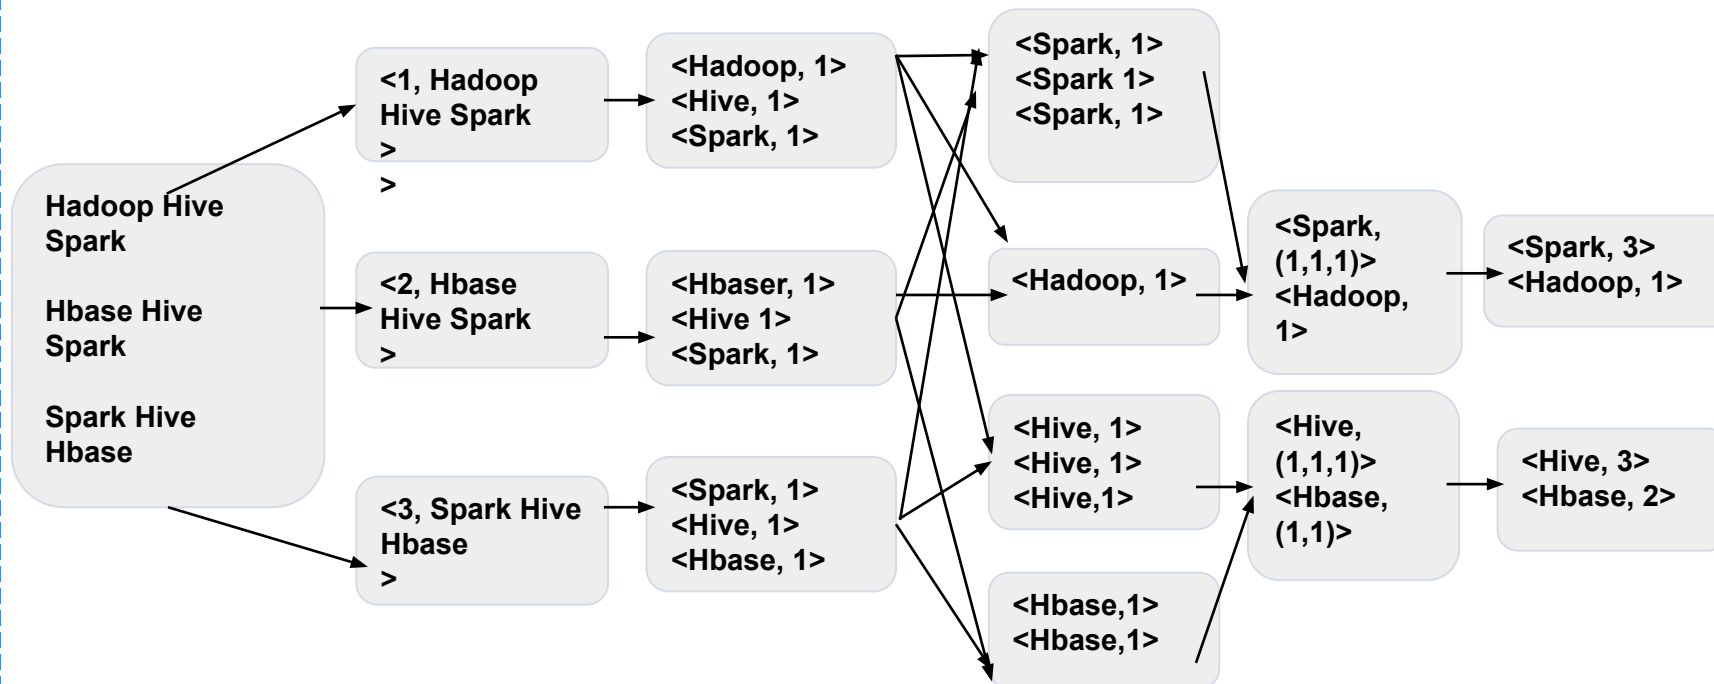 Hadoop Hive
Spark
Hbase Hive
Spark
Spark Hive
Hbase
<1, Hadoop
Hive Spark
>
>
<2, Hbase
Hive Spark
>
<3, Spark Hive
Hbase
>
<Hadoop, 1>
<Hive, 1>
<Spark, 1>
<Hbaser, 1>
<Hive 1>
<Spark, 1>
<Spark, 1>
<Hive, 1>
<Hbase, 1>
<Spark, 1>
<Spark 1>
<Spark, 1>
<Hadoop, 1>
<Hive, 1>
<Hive, 1>
<Hive,1>
<Hbase,1>
<Hbase,1>
<Spark,
(1,1,1)>
<Hadoop,
1>
<Hive,
(1,1,1)>
<Hbase,
(1,1)>
<Spark, 3>
<Hadoop, 1>
<Hive, 3>
<Hbase, 2>